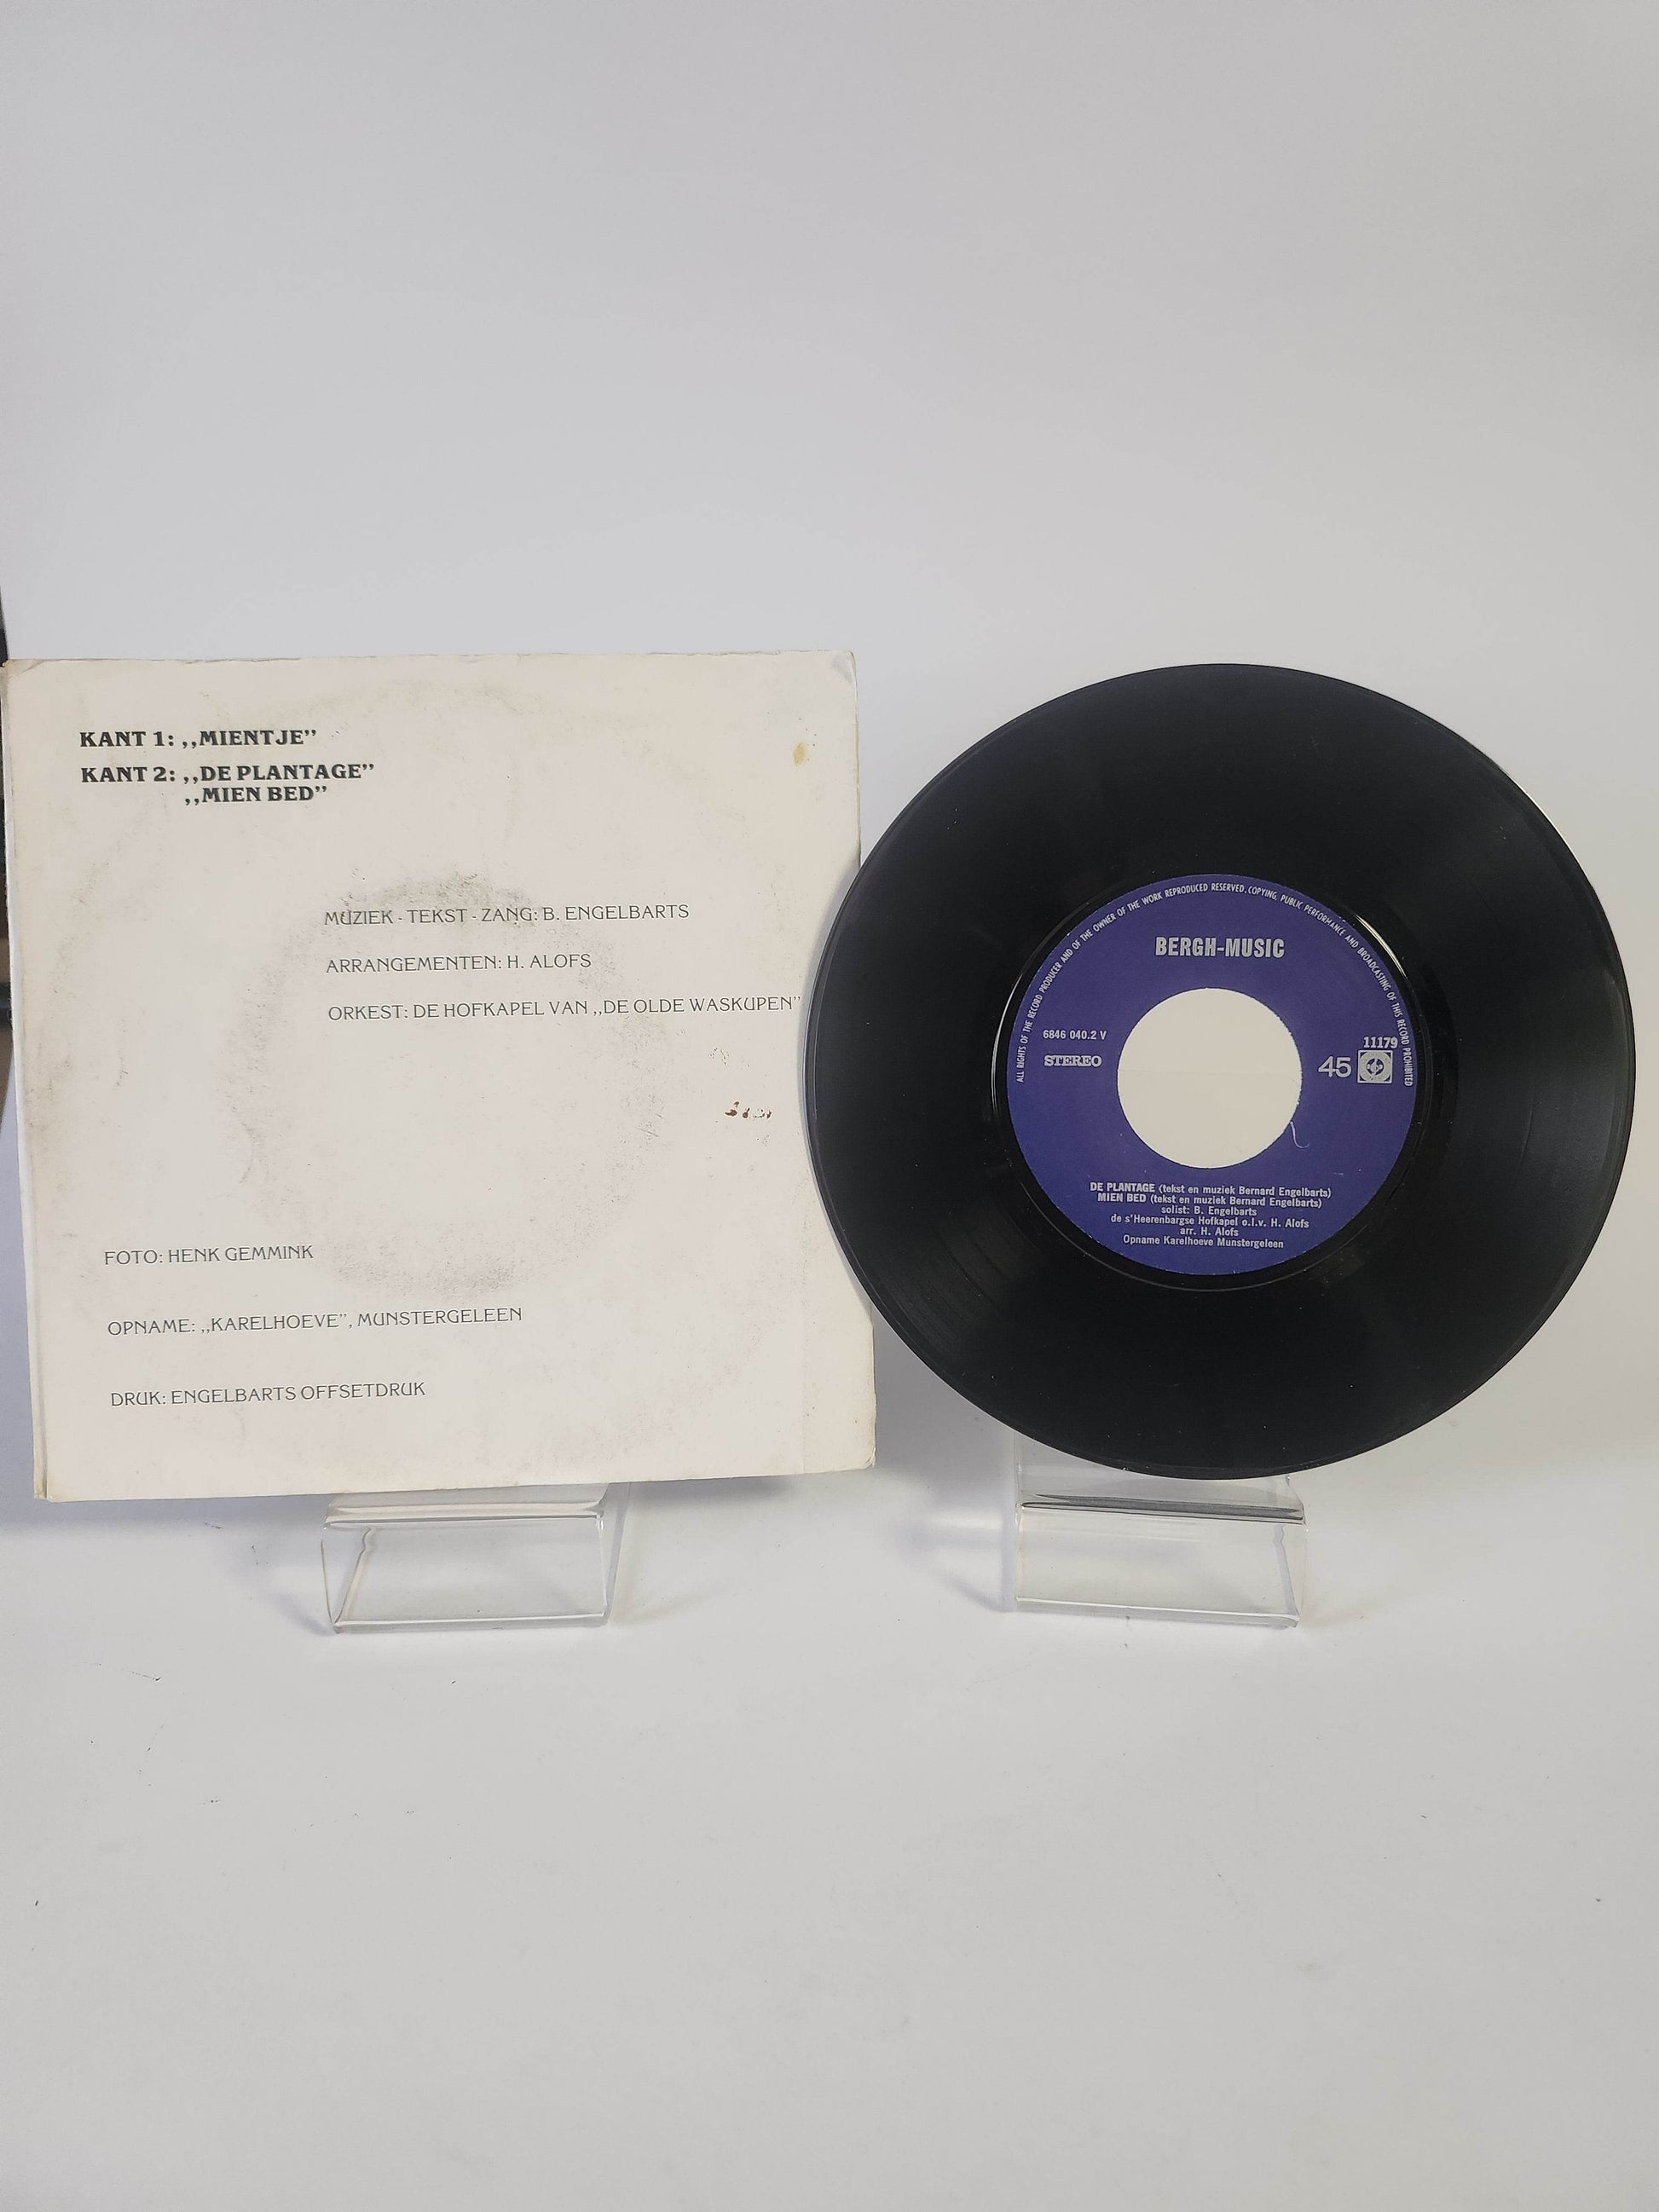 KANT 1: ,,MIENTJE”
KANT 2: ,,DE PLANTAGE”
,,MIEN BED”
MUZIEK - TEKST - ZANG: B. ENGELBARTS
ARRANGEMENTEN: H. ALOFS
ORKEST: DE HOFKAPEL VAN ,,DE OLDE WASKUPEN”
FOTO: HENK GEMMINK
OPNAME: ,,KARELHOEVE”, MUNSTERGELEEN
DRUK: ENGELBARTS OFFSETDRUK
ALL RIGHTS OF THE RECORD PRODUCER AND OF THE OWNER OF THE WORK REPRODUCED RESERVED. COPYING, PUBLIC PERFORMANCE AND BROADCASTING OF THIS RECORD PROHIBITED
BERGH-MUSIC
6846 040.2 V
STEREO
11179
45
DE PLANTAGE (tekst en muziek Bernard Engelbarts)
MIEN BED (tekst en muziek Bernard Engelbarts)
solist: B. Engelbarts
de s'Heerenbargse Hofkapel o.l.v. H. Alofs
arr. H. Alofs
Opname Karelhoeve Munstergeleen